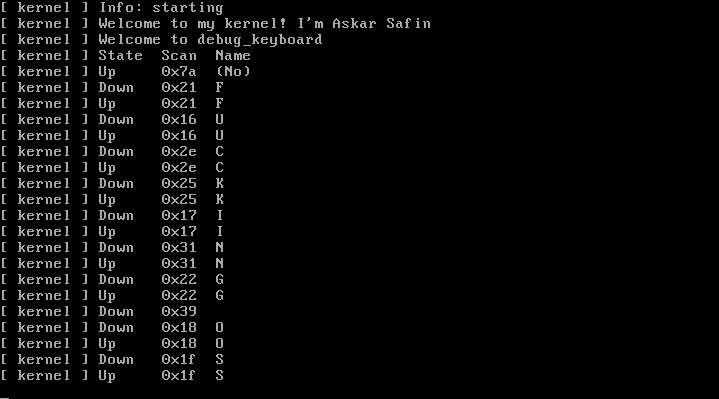 [ kernel ] Info: starting
[ kernel ] Welcome to my kernel! I'm Askar Safin
[ kernel ] Welcome to debug_keyboard
[ kernel ] State  Scan  Name
[ kernel ] Up     0x7a  (No)
[ kernel ] Down   0x21  F
[ kernel ] Up     0x21  F
[ kernel ] Down   0x16  U
[ kernel ] Up     0x16  U
[ kernel ] Down   0x2e  C
[ kernel ] Up     0x2e  C
[ kernel ] Down   0x25  K
[ kernel ] Up     0x25  K
[ kernel ] Down   0x17  I
[ kernel ] Up     0x17  I
[ kernel ] Down   0x31  N
[ kernel ] Up     0x31  N
[ kernel ] Down   0x22  G
[ kernel ] Up     0x22  G
[ kernel ] Down   0x39
[ kernel ] Down   0x18  O
[ kernel ] Up     0x18  O
[ kernel ] Down   0x1f  S
[ kernel ] Up     0x1f  S